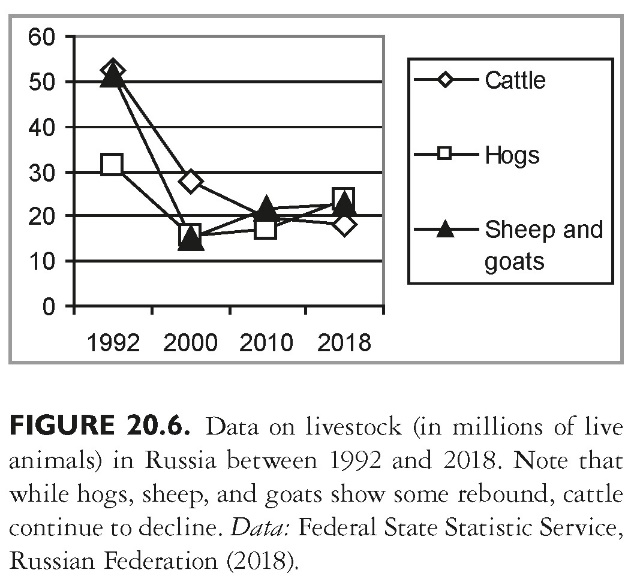 60
50
40
30
20
10
0
1992 2000 2010 2018
Cattle
Hogs
Sheep and
goats
FIGURE 20.6. Data on livestock (in millions of live
animals) in Russia between 1992 and 2018. Note that
while hogs, sheep, and goats show some rebound, cattle
continue to decline. Data: Federal State Statistic Service,
Russian Federation (2018).